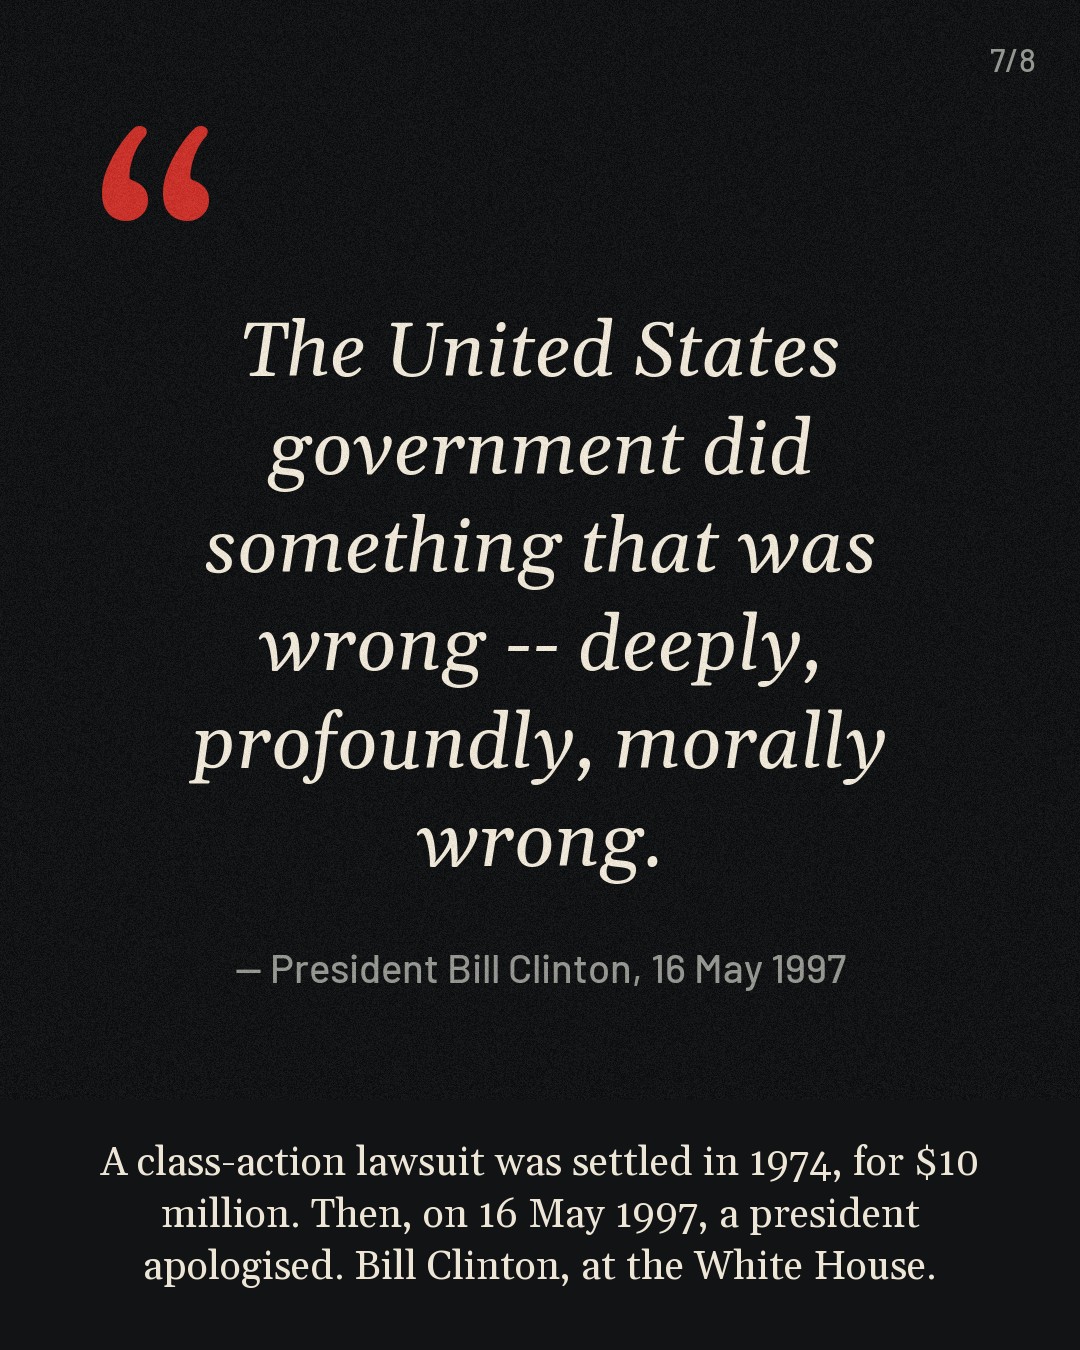 7/8
“
The United States
government did
something that was
wrong -- deeply,
profoundly, morally
wrong.
– President Bill Clinton, 16 May 1997
A class-action lawsuit was settled in 1974, for $10
million. Then, on 16 May 1997, a president
apologised. Bill Clinton, at the White House.